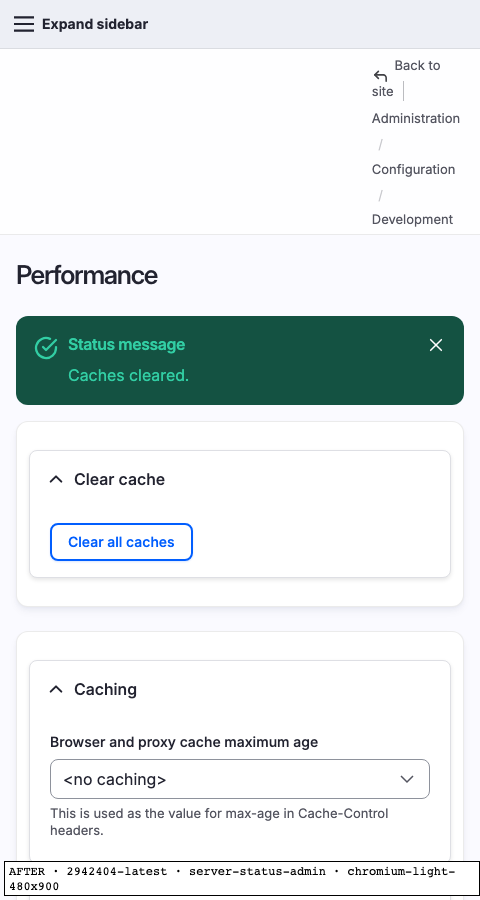 Expand sidebar
Back to
site
Administration
/
Configuration
/
Development
Performance
Status message
Caches cleared.
Clear cache
Clear all caches
Caching
Browser and proxy cache maximum age
<no caching>
This is used as the value for max-age in Cache-Control
headers.
AFTER · 2942404-latest · server-status-admin · chromium-light-
480x900